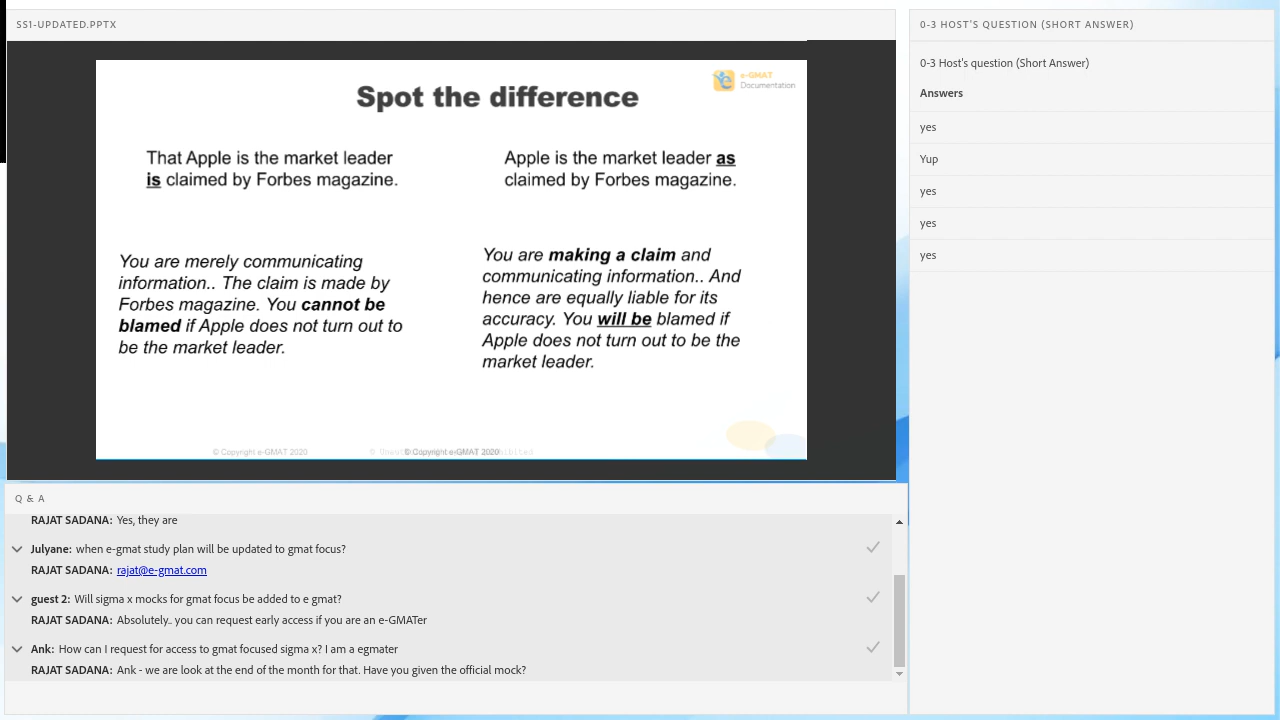 SS1-UPDATED.PPTX
e-GMAT
Documentation
Spot the difference
That Apple is the market leader
is claimed by Forbes magazine.
Apple is the market leader as
claimed by Forbes magazine.
You are merely communicating
information.. The claim is made by
Forbes magazine. You cannot be
blamed if Apple does not turn out to
be the market leader.
You are making a claim and
communicating information.. And
hence are equally liable for its
accuracy. You will be blamed if
Apple does not turn out to be the
market leader.
© Copyright e-GMAT 2020
© Copyright e-GMAT 2020
Q & A
RAJAT SADANA: Yes, they are
Julyane: when e-gmat study plan will be updated to gmat focus?
RAJAT SADANA: rajat@e-gmat.com
guest 2: Will sigma x mocks for gmat focus be added to e gmat?
RAJAT SADANA: Absolutely.. you can request early access if you are an e-GMATer
Ank: How can I request for access to gmat focused sigma x? I am a egmater
RAJAT SADANA: Ank - we are look at the end of the month for that. Have you given the official mock?
0-3 HOST'S QUESTION (SHORT ANSWER)
0-3 Host's question (Short Answer)
Answers
yes
Yup
yes
yes
yes